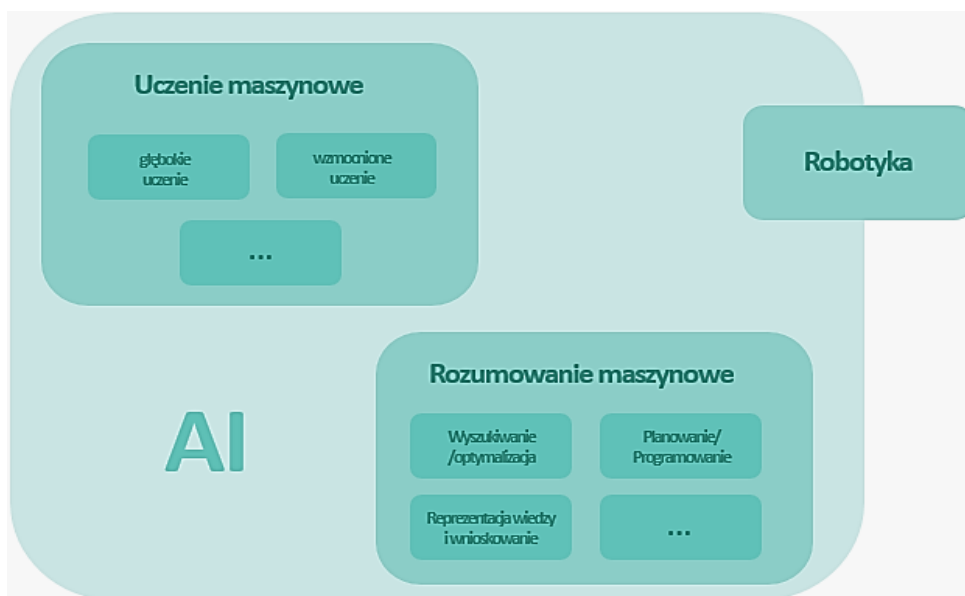 Uczenie maszynowe
głębokie
uczenie
wzmocnione
uczenie
...
Robotyka
Rozumowanie maszynowe
Wyszukiwanie
/optymalizacja
Planowanie/
Programowanie
Reprezentacja wiedzy
i wnioskowanie
...
AI